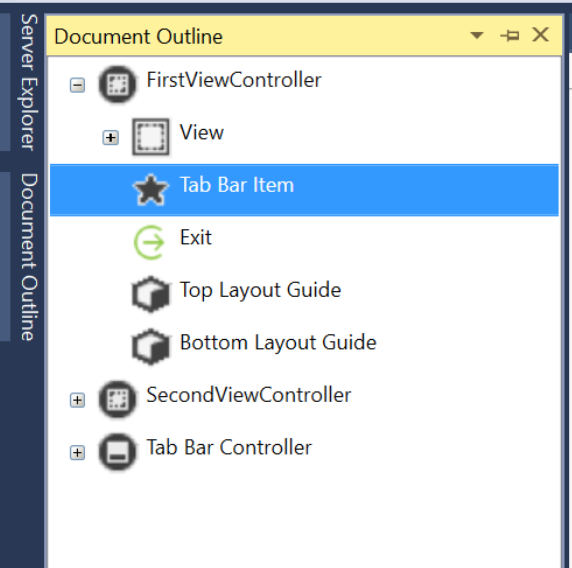 Server Explorer
Document Outline
Document Outline
FirstViewController
View
Tab Bar Item
Exit
Top Layout Guide
Bottom Layout Guide
SecondViewController
Tab Bar Controller